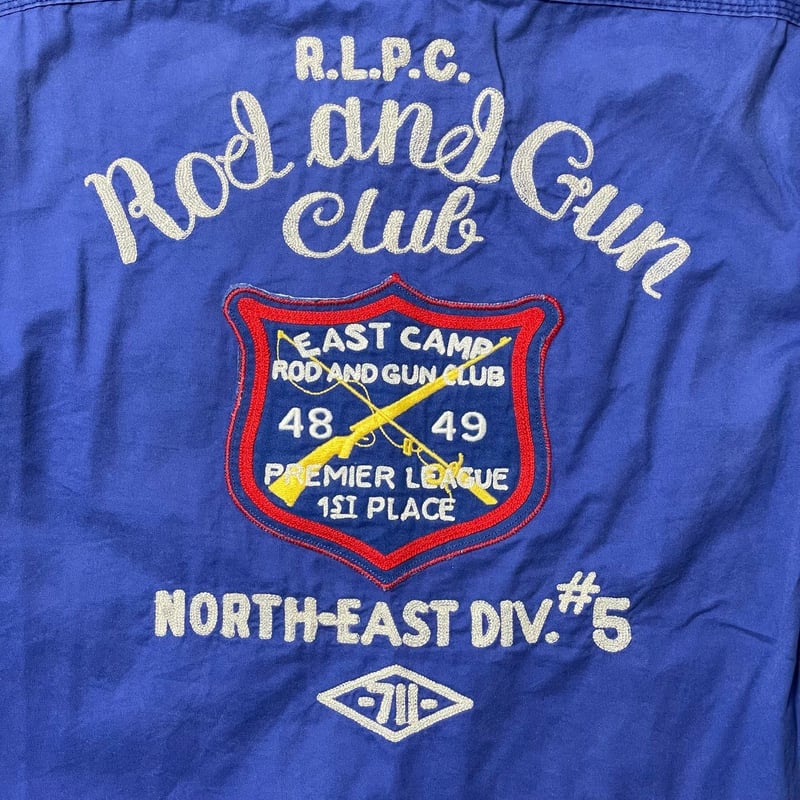 R.L.P.C.
Rod and Gun
Club
EAST CAMP
ROD AND GUN CLUB
48 49
PREMIER LEAGUE
1ST PLACE
NORTH-EAST DIV. #5
-711-